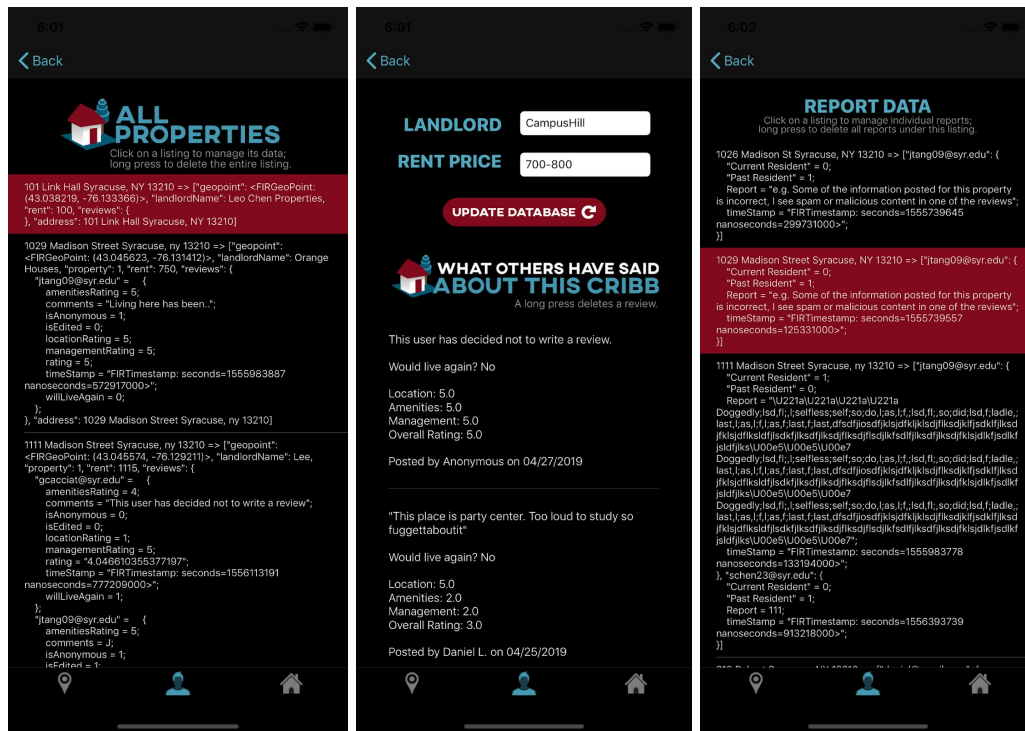 6:01
Back
ALL
PROPERTIES
Click on a listing to manage its data;
long press to delete the entire listing.
101 Link Hall Syracuse, NY 13210 => ["geopoint": <FIRGeoPoint:
(43.038219, -76.133366)>, "landlordName": Leo Chen Properties,
"rent": 100, "reviews": {
}, "address": 101 Link Hall Syracuse, NY 13210]
1029 Madison Street Syracuse, ny 13210 => ["geopoint":
<FIRGeoPoint: (43.045623, -76.131412)>, "landlordName": Orange
Houses, "property": 1, "rent": 750, "reviews": {
"jtang09@syr.edu" = {
amenitiesRating = 5;
comments = "Living here has been..";
isAnonymous = 1;
isEdited = 0;
locationRating = 5;
managementRating = 5;
rating = 5;
timeStamp = "FIRTimestamp: seconds=1555983887
nanoseconds=572917000>";
willLiveAgain = 0;
};
}, "address": 1029 Madison Street Syracuse, ny 13210]
1111 Madison Street Syracuse, ny 13210 => ["geopoint":
<FIRGeoPoint: (43.045574, -76.129211)>, "landlordName": Lee,
"property": 1, "rent": 1115, "reviews": {
"gcacciat@syr.edu" = {
amenitiesRating = 4;
comments = "This user has decided not to write a review";
isAnonymous = 0;
isEdited = 0;
locationRating = 1;
managementRating = 5;
rating = "4.046610355377197";
timeStamp = "FIRTimestamp: seconds=1556113191
nanoseconds=777209000>";
willLiveAgain = 1;
};
"jtang09@syr.edu" = {
amenitiesRating = 5;
comments = J;
isAnonymous = 1;
isEdited = 1;
6:01
Back
LANDLORD CampusHill
RENT PRICE 700-800
UPDATE DATABASE
WHAT OTHERS HAVE SAID
ABOUT THIS CRIBB
A long press deletes a review.
This user has decided not to write a review.
Would live again? No
Location: 5.0
Amenities: 5.0
Management: 5.0
Overall Rating: 5.0
Posted by Anonymous on 04/27/2019
"This place is party center. Too loud to study so
fuggettaboutit"
Would live again? No
Location: 5.0
Amenities: 2.0
Management: 2.0
Overall Rating: 3.0
Posted by Daniel L. on 04/25/2019
6:02
Back
REPORT DATA
Click on a listing to manage individual reports;
long press to delete all reports under this listing.
1026 Madison St Syracuse, NY 13210 => ["jtang09@syr.edu": {
"Current Resident" = 0;
"Past Resident" = 1;
Report = "e.g. Some of the information posted for this property
is incorrect, I see spam or malicious content in one of the reviews";
timeStamp = "FIRTimestamp: seconds=1555739645
nanoseconds=299731000>";
}]
1029 Madison Street Syracuse, NY 13210 => ["jtang09@syr.edu": {
"Current Resident" = 0;
"Past Resident" = 1;
Report = "e.g. Some of the information posted for this property
is incorrect, I see spam or malicious content in one of the reviews";
timeStamp = "FIRTimestamp: seconds=1555739557
nanoseconds=125331000>";
}]
1111 Madison Street Syracuse, ny 13210 => ["jtang09@syr.edu": {
"Current Resident" = 1;
"Past Resident" = 0;
Report = "\U221a\U221a\U221a\U221a
timeStamp = "FIRTimestamp: seconds=1555983778
nanoseconds=133194000>";
}, "schen23@syr.edu": {
"Current Resident" = 0;
"Past Resident" = 1;
Report = 111;
timeStamp = "FIRTimestamp: seconds=1556393739
nanoseconds=913218000>";
}]